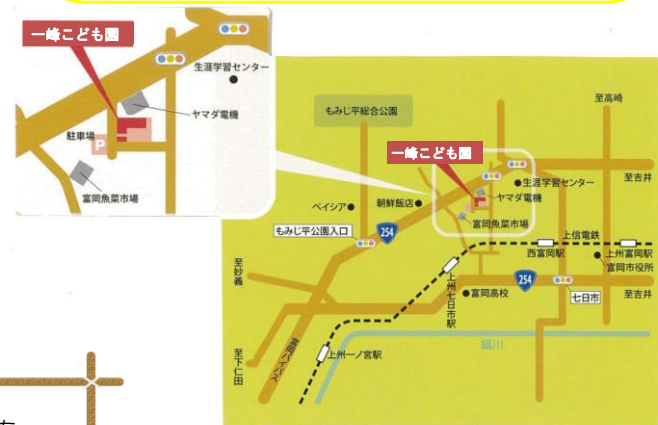 一峰こども園
生涯学習センター
ヤマダ電機
駐車場
P
富岡魚菜市場
もみじ平総合公園
至高崎
一峰こども園
至吉井
生涯学習センター
ヤマダ電機
朝鮮飯店
ベイシア
富岡魚菜市場
もみじ平公園入口
254
上信電鉄
西富岡駅
上州富岡駅
富岡市役所
至妙義
上州七日市駅
254
富岡高校
七日市
至吉井
鏑川
富岡バイパス
至下仁田
上州一ノ宮駅